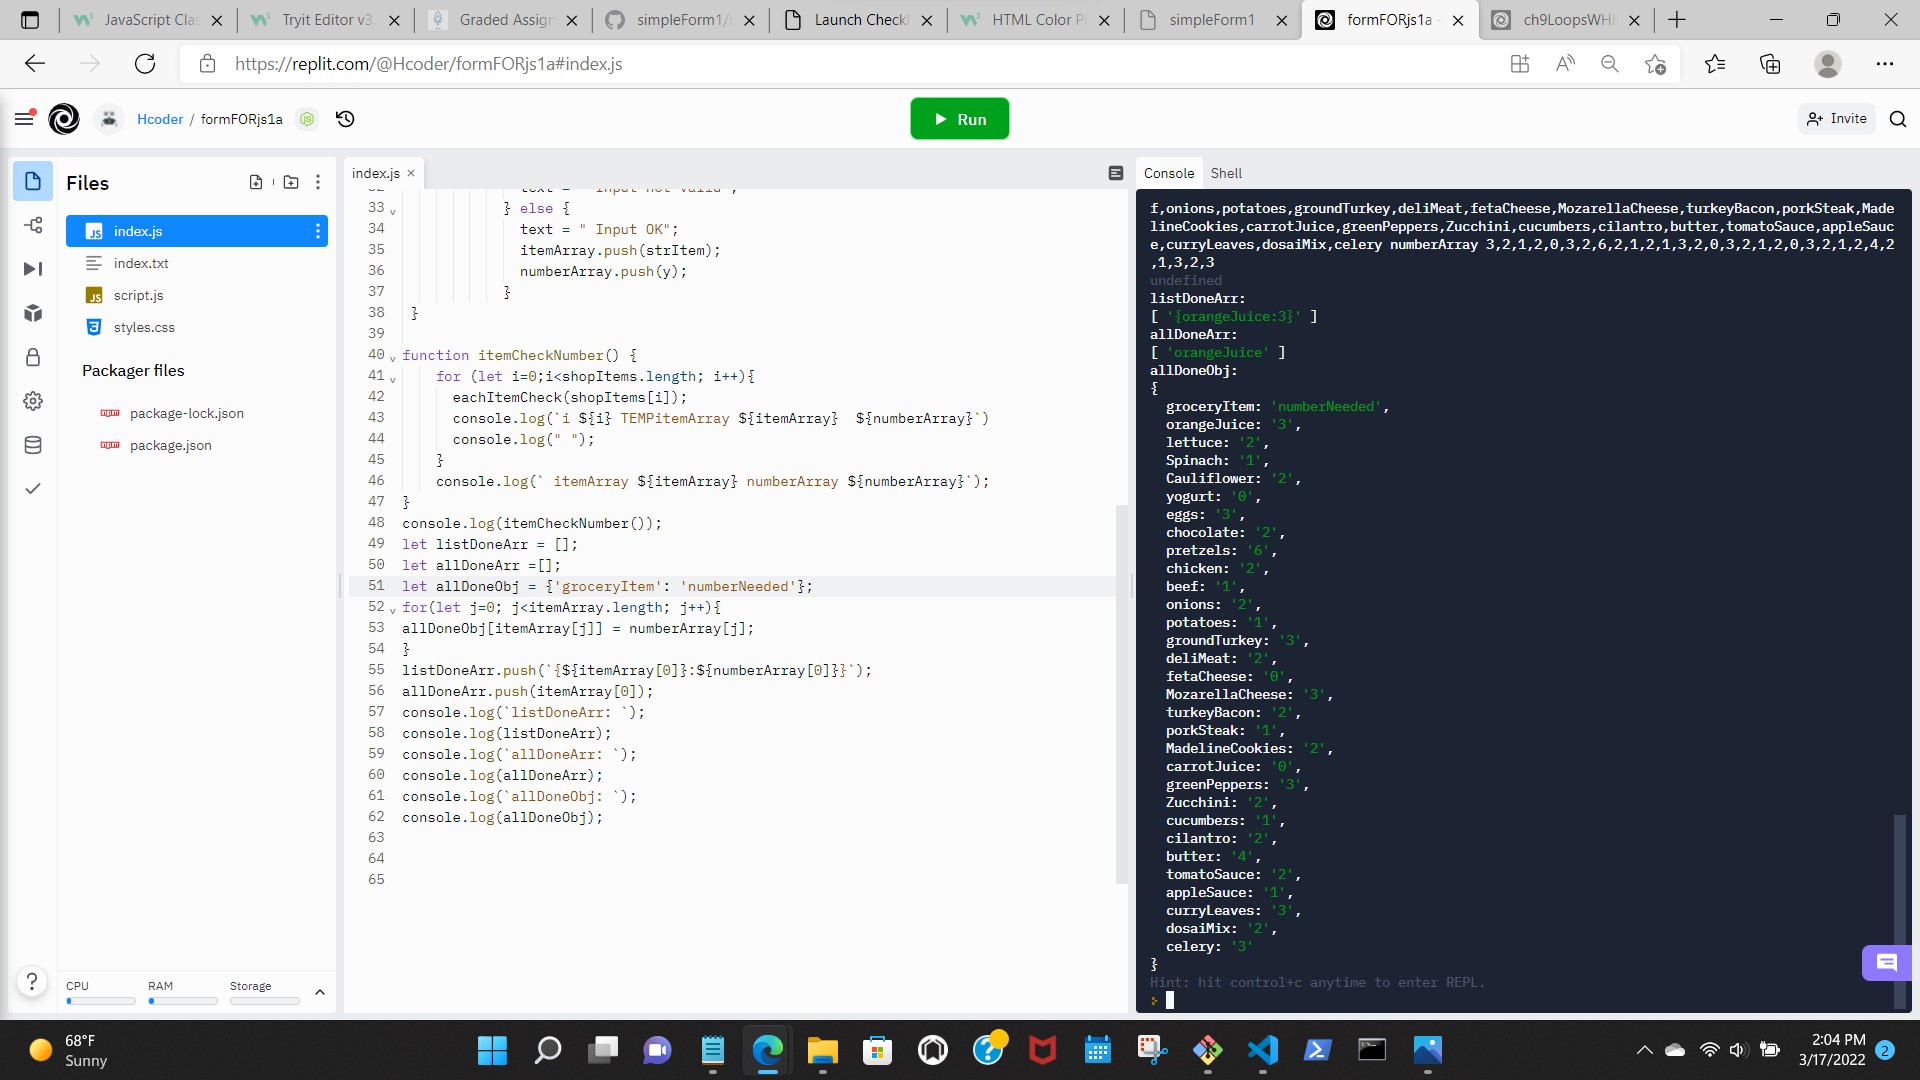 JavaScript Clas
Tryit Editor v3.
Graded Assign
simpleForm1/
Launch Checkl
HTML Color P
simpleForm1
formFORjs1a -
ch9LoopsWHI
https://replit.com/@Hcoder/formFORjs1a#index.js
Hcoder / formFORjs1a
Run
Invite
Files
index.js
index.txt
script.js
styles.css
Packager files
package-lock.json
package.json
CPU
RAM
Storage
index.js
32 text = " Input not valid";
33 } else {
34 text = " Input OK";
35 itemArray.push(strItem);
36 numberArray.push(y);
37 }
38 }
39
40 function itemCheckNumber() {
41 for (let i=0;i<shopItems.length; i++){
42 eachItemCheck(shopItems[i]);
43 console.log(`i ${i} TEMPitemArray ${itemArray}  ${numberArray}`)
44 console.log(" ");
45 }
46 console.log(` itemArray ${itemArray} numberArray ${numberArray}`);
47 }
48 console.log(itemCheckNumber());
49 let listDoneArr = [];
50 let allDoneArr =[];
51 let allDoneObj = {'groceryItem': 'numberNeeded'};
52 for(let j=0; j<itemArray.length; j++){
53 allDoneObj[itemArray[j]] = numberArray[j];
54 }
55 listDoneArr.push(`{${itemArray[0]}:${numberArray[0]}}`);
56 allDoneArr.push(itemArray[0]);
57 console.log(`listDoneArr: `);
58 console.log(listDoneArr);
59 console.log(`allDoneArr: `);
60 console.log(allDoneArr);
61 console.log(`allDoneObj: `);
62 console.log(allDoneObj);
63
64
65
Console
Shell
f,onions,potatoes,groundTurkey,deliMeat,fetaCheese,MozarellaCheese,turkeyBacon,porkSteak,Made
lineCookies,carrotJuice,greenPeppers,Zucchini,cucumbers,cilantro,butter,tomatoSauce,appleSauc
e,curryLeaves,dosaiMix,celery numberArray 3,2,1,2,0,3,2,6,2,1,2,1,3,2,0,3,2,1,2,0,3,2,1,2,4,2
,1,3,2,3
undefined
listDoneArr:
[ '{orangeJuice:3}' ]
allDoneArr:
[ 'orangeJuice' ]
allDoneObj:
{
groceryItem: 'numberNeeded',
orangeJuice: '3',
lettuce: '2',
Spinach: '1',
Cauliflower: '2',
yogurt: '0',
eggs: '3',
chocolate: '2',
pretzels: '6',
chicken: '2',
beef: '1',
onions: '2',
potatoes: '1',
groundTurkey: '3',
deliMeat: '2',
fetaCheese: '0',
MozarellaCheese: '3',
turkeyBacon: '2',
porkSteak: '1',
MadelineCookies: '2',
carrotJuice: '0',
greenPeppers: '3',
Zucchini: '2',
cucumbers: '1',
cilantro: '2',
butter: '4',
tomatoSauce: '2',
appleSauce: '1',
curryLeaves: '3',
dosaiMix: '2',
celery: '3'
}
Hint: hit control+c anytime to enter REPL.
68°F
Sunny
2:04 PM
3/17/2022
2